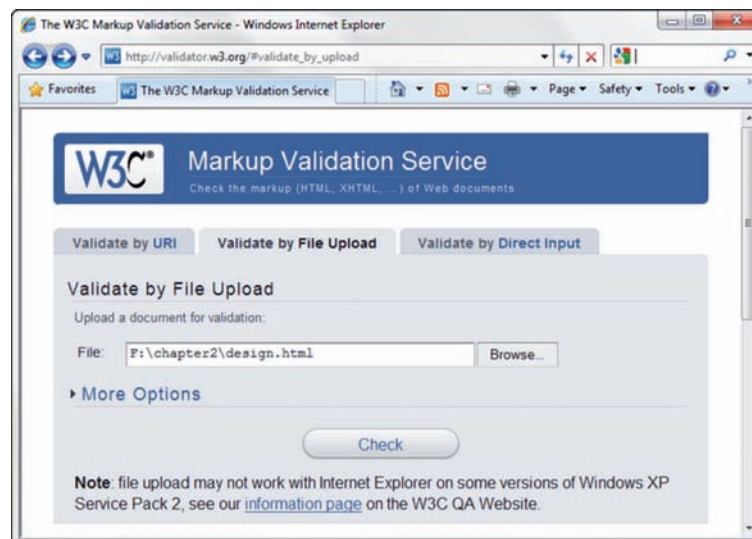 The W3C Markup Validation Service - Windows Internet Explorer
http://validator.w3.org/#validate_by_upload
Favorites
W3 The W3C Markup Validation Service
Page
Safety
Tools
W3C®
Markup Validation Service
Check the markup (HTML, XHTML, ...) of Web documents
Validate by URI
Validate by File Upload
Validate by Direct Input
Validate by File Upload
Upload a document for validation:
File: F:\chapter2\design.html Browse...
More Options
Check
Note: file upload may not work with Internet Explorer on some versions of Windows XP
Service Pack 2, see our information page on the W3C QA Website.